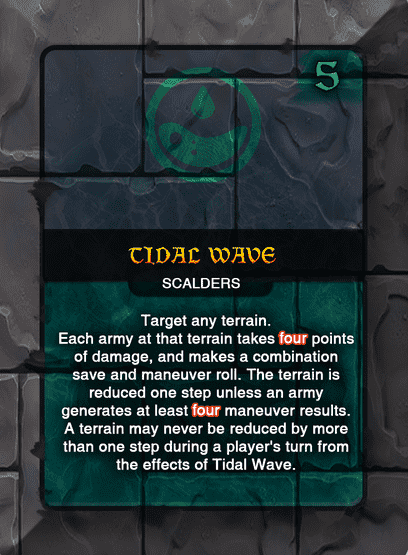 5
TIDAL WAVE
SCALDERS
Target any terrain.
Each army at that terrain takes four points
of damage, and makes a combination
save and maneuver roll. The terrain is
reduced one step unless an army
generates at least four maneuver results.
A terrain may never be reduced by more
than one step during a player's turn from
the effects of Tidal Wave.